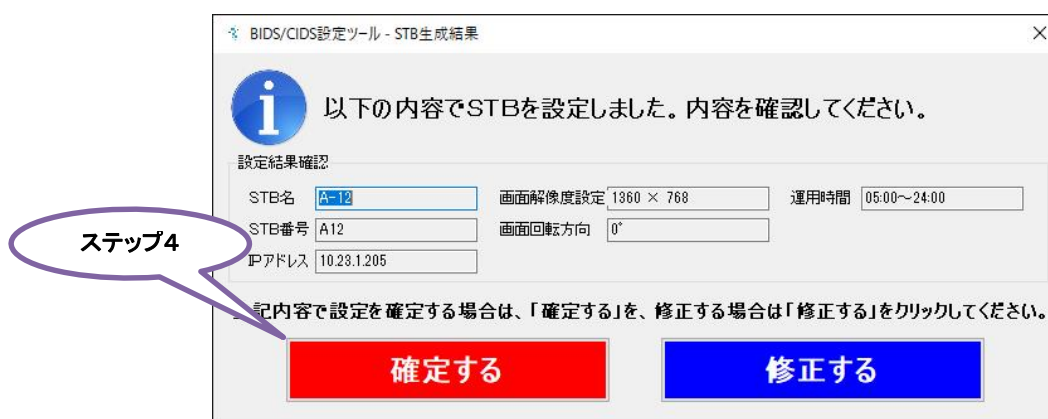 BIDS/CIDS設定ツール - STB生成結果
以下の内容でSTBを設定しました。内容を確認してください。
設定結果確認
STB名 A-12 画面解像度設定 1360 × 768 運用時間 05:00～24:00
STB番号 A12 画面回転方向 0°
IPアドレス 10.23.1.205
ステップ4
記内容で設定を確定する場合は、「確定する」を、修正する場合は「修正する」をクリックしてください。
確定する 修正する